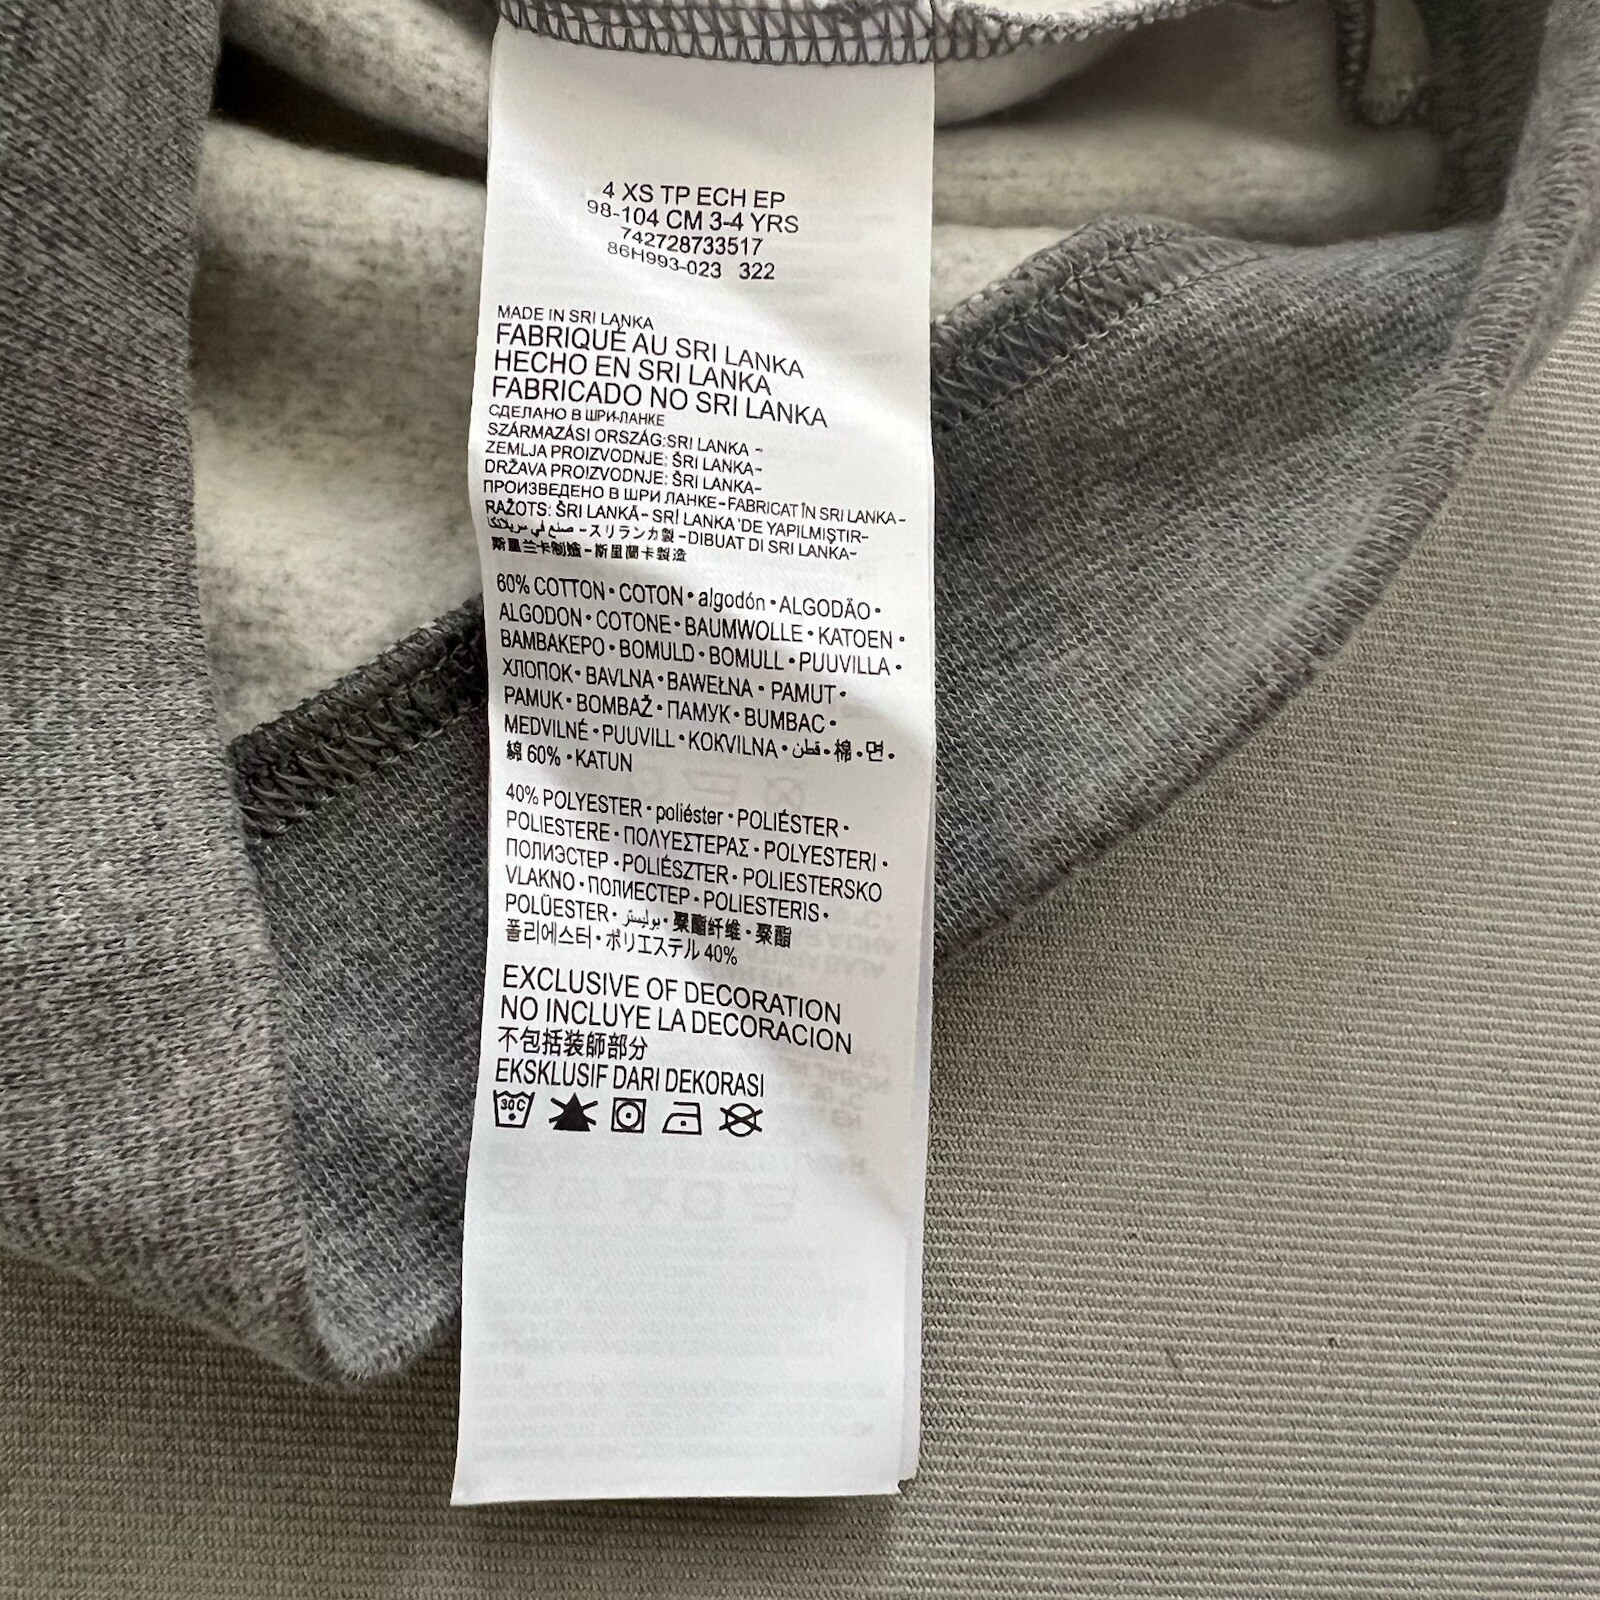 4 XS TP ECH EP
98-104 CM 3-4 YRS
742728733517
86H993-023 322
MADE IN SRI LANKA
FABRIQUÉ AU SRI LANKA
HECHO EN SRI LANKA
FABRICADO NO SRI LANKA
СДЕЛАНО В ШРИ-ЛАНКЕ
SZÁRMAZÁSI ORSZÁG:SRI LANKA -
ZEMLJA PROIZVODNJE: ŠRI LANKA-
DRŽAVA PROIZVODNJE: ŠRI LANKA-
ПРОИЗВЕДЕНО В ШРИ ЛАНКЕ-FABRICAT ÎN SRI LANKA-
RAŽOTS: ŠRI LANKĀ- SRİ LANKA 'DE YAPILMIŞTIR-
صنع في سريلانكا - スリランカ製 -DIBUAT DI SRI LANKA-
斯里兰卡制造 - 斯里蘭卡製造
60% COTTON • COTON • algodón • ALGODÃO •
ALGODON • COTONE • BAUMWOLLE • KATOEN •
ΒΑΜΒΑΚΕΡΟ • BOMULD • BOMULL • PUUVILLA •
ХЛОПОК • BAVLNA • BAWEŁNA • PAMUT •
PAMUK • BOMBAŽ • ПАМУК • BUMBAC •
MEDVILNÉ • PUUVILL • KOKVILNA • قطن • 棉 • 면 •
綿 60% • KATUN
40% POLYESTER • poliéster • POLIÉSTER •
POLIESTERE • ΠΟΛΥΕΣΤΕΡΑΣ • POLYESTERI •
ПОЛИЭСТЕР • POLIÉSZTER • POLIESTERSKO
VLAKNO • ПОЛИЕСТЕР • POLIESTERIS •
POLÜESTER • بوليستر • 聚酯纤维 • 聚酯
폴리에스터 • ポリエステル 40%
EXCLUSIVE OF DECORATION
NO INCLUYE LA DECORACION
不包括装師部分
EKSKLUSIF DARI DEKORASI
30C